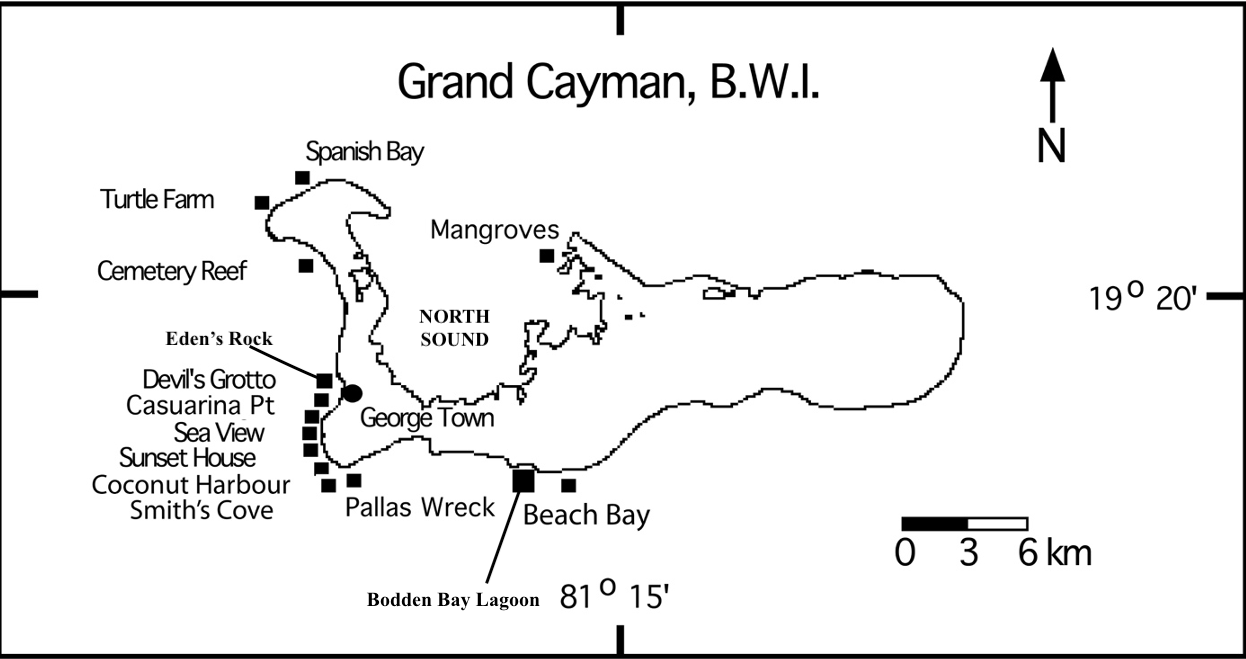 Grand Cayman, B.W.I.
N
Spanish Bay
Turtle Farm
Mangroves
Cemetery Reef
19° 20'
NORTH
SOUND
Eden's Rock
Devil's Grotto
Casuarina Pt
George Town
Sea View
Sunset House
Coconut Harbour
Smith's Cove
Pallas Wreck
Beach Bay
0 3 6 km
Bodden Bay Lagoon
81° 15'